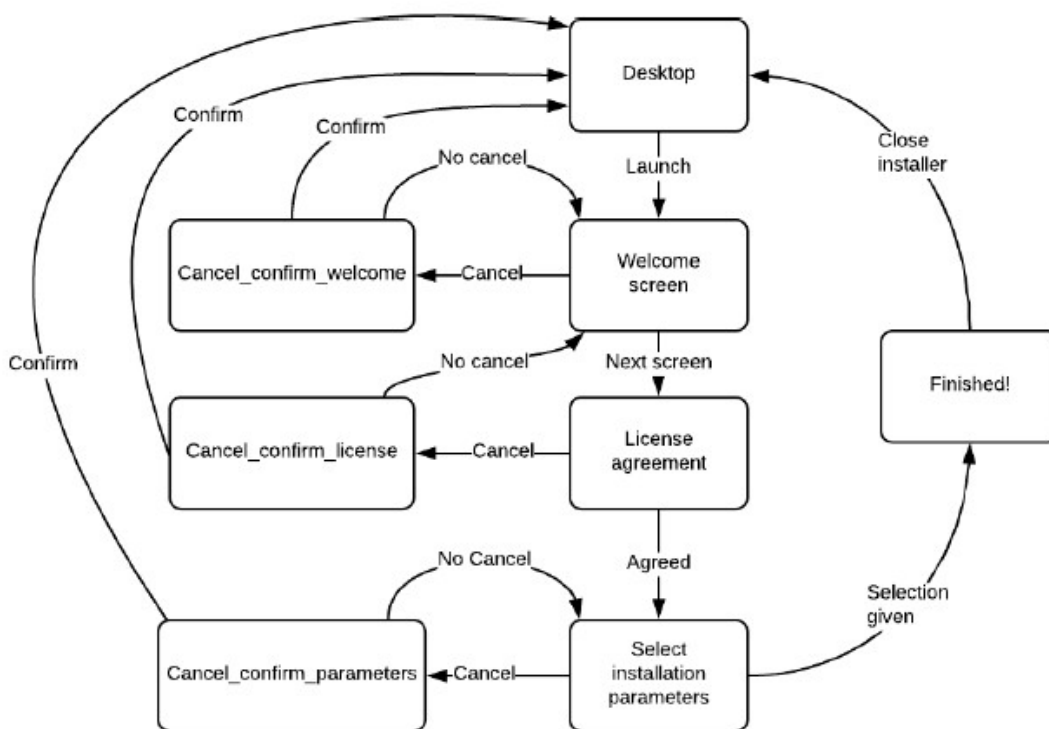 Desktop
Confirm
Confirm
Close
installer
No cancel
Launch
Cancel_confirm_welcome
Cancel
Welcome
screen
Confirm
No cancel
Next screen
Finished!
Cancel_confirm_license
Cancel
License
agreement
No Cancel
Agreed
Selection
given
Cancel_confirm_parameters
Cancel
Select
installation
parameters